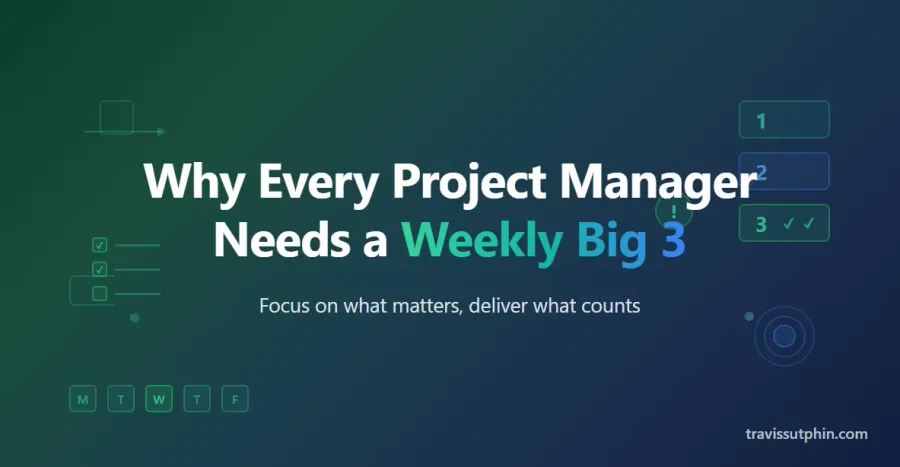 1
Why Every Project Manager
2
Needs a Weekly Big 3
!
3 ✓ ✓
Focus on what matters, deliver what counts
M T W T F
travissutphin.com